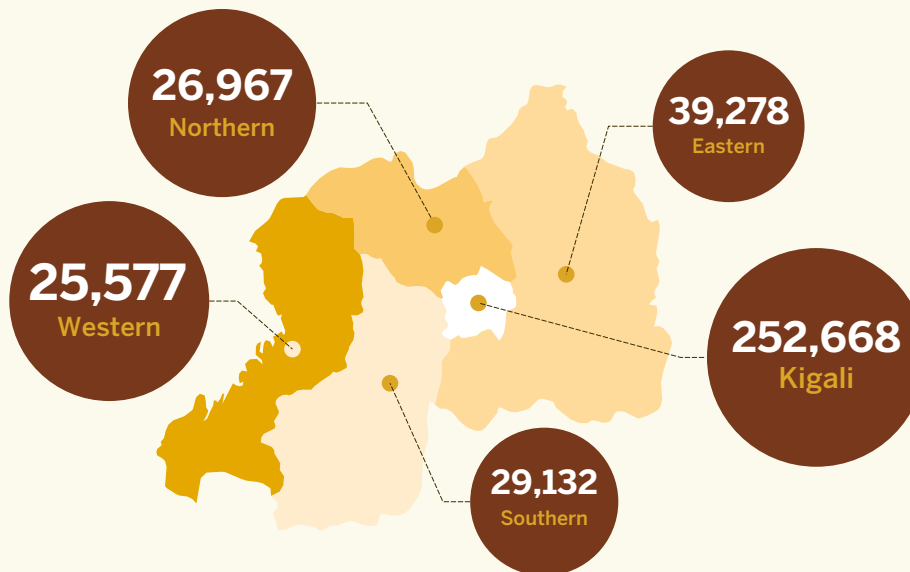 26,967
Northern
39,278
Eastern
25,577
Western
252,668
Kigali
29,132
Southern